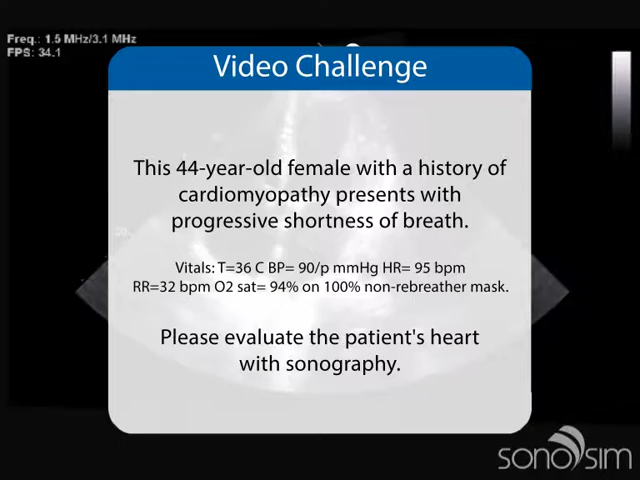 Freq.: 1.5 MHz/3.1 MHz
FPS: 34.1
Video Challenge
This 44-year-old female with a history of
cardiomyopathy presents with
progressive shortness of breath.
Vitals: T=36 C BP= 90/p mmHg HR= 95 bpm
RR=32 bpm O2 sat= 94% on 100% non-rebreather mask.
Please evaluate the patient's heart
with sonography.
sonosim